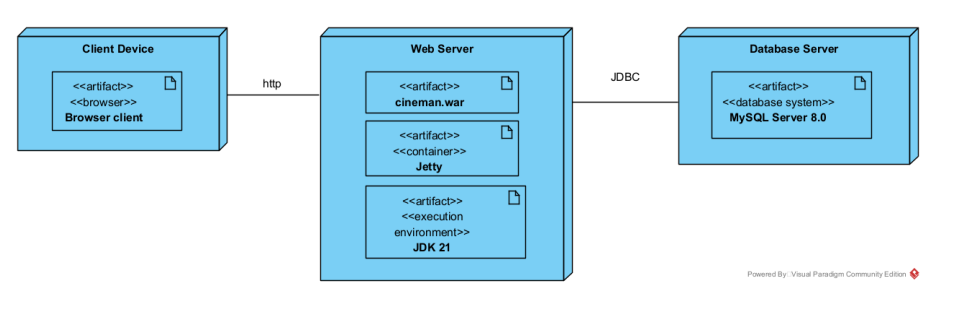 Client Device
<<artifact>>
<<browser>>
Browser client
http
Web Server
<<artifact>>
cineman.war
<<artifact>>
<<container>>
Jetty
<<artifact>>
<<execution
environment>>
JDK 21
JDBC
Database Server
<<artifact>>
<<database system>>
MySQL Server 8.0
Powered By: Visual Paradigm Community Edition